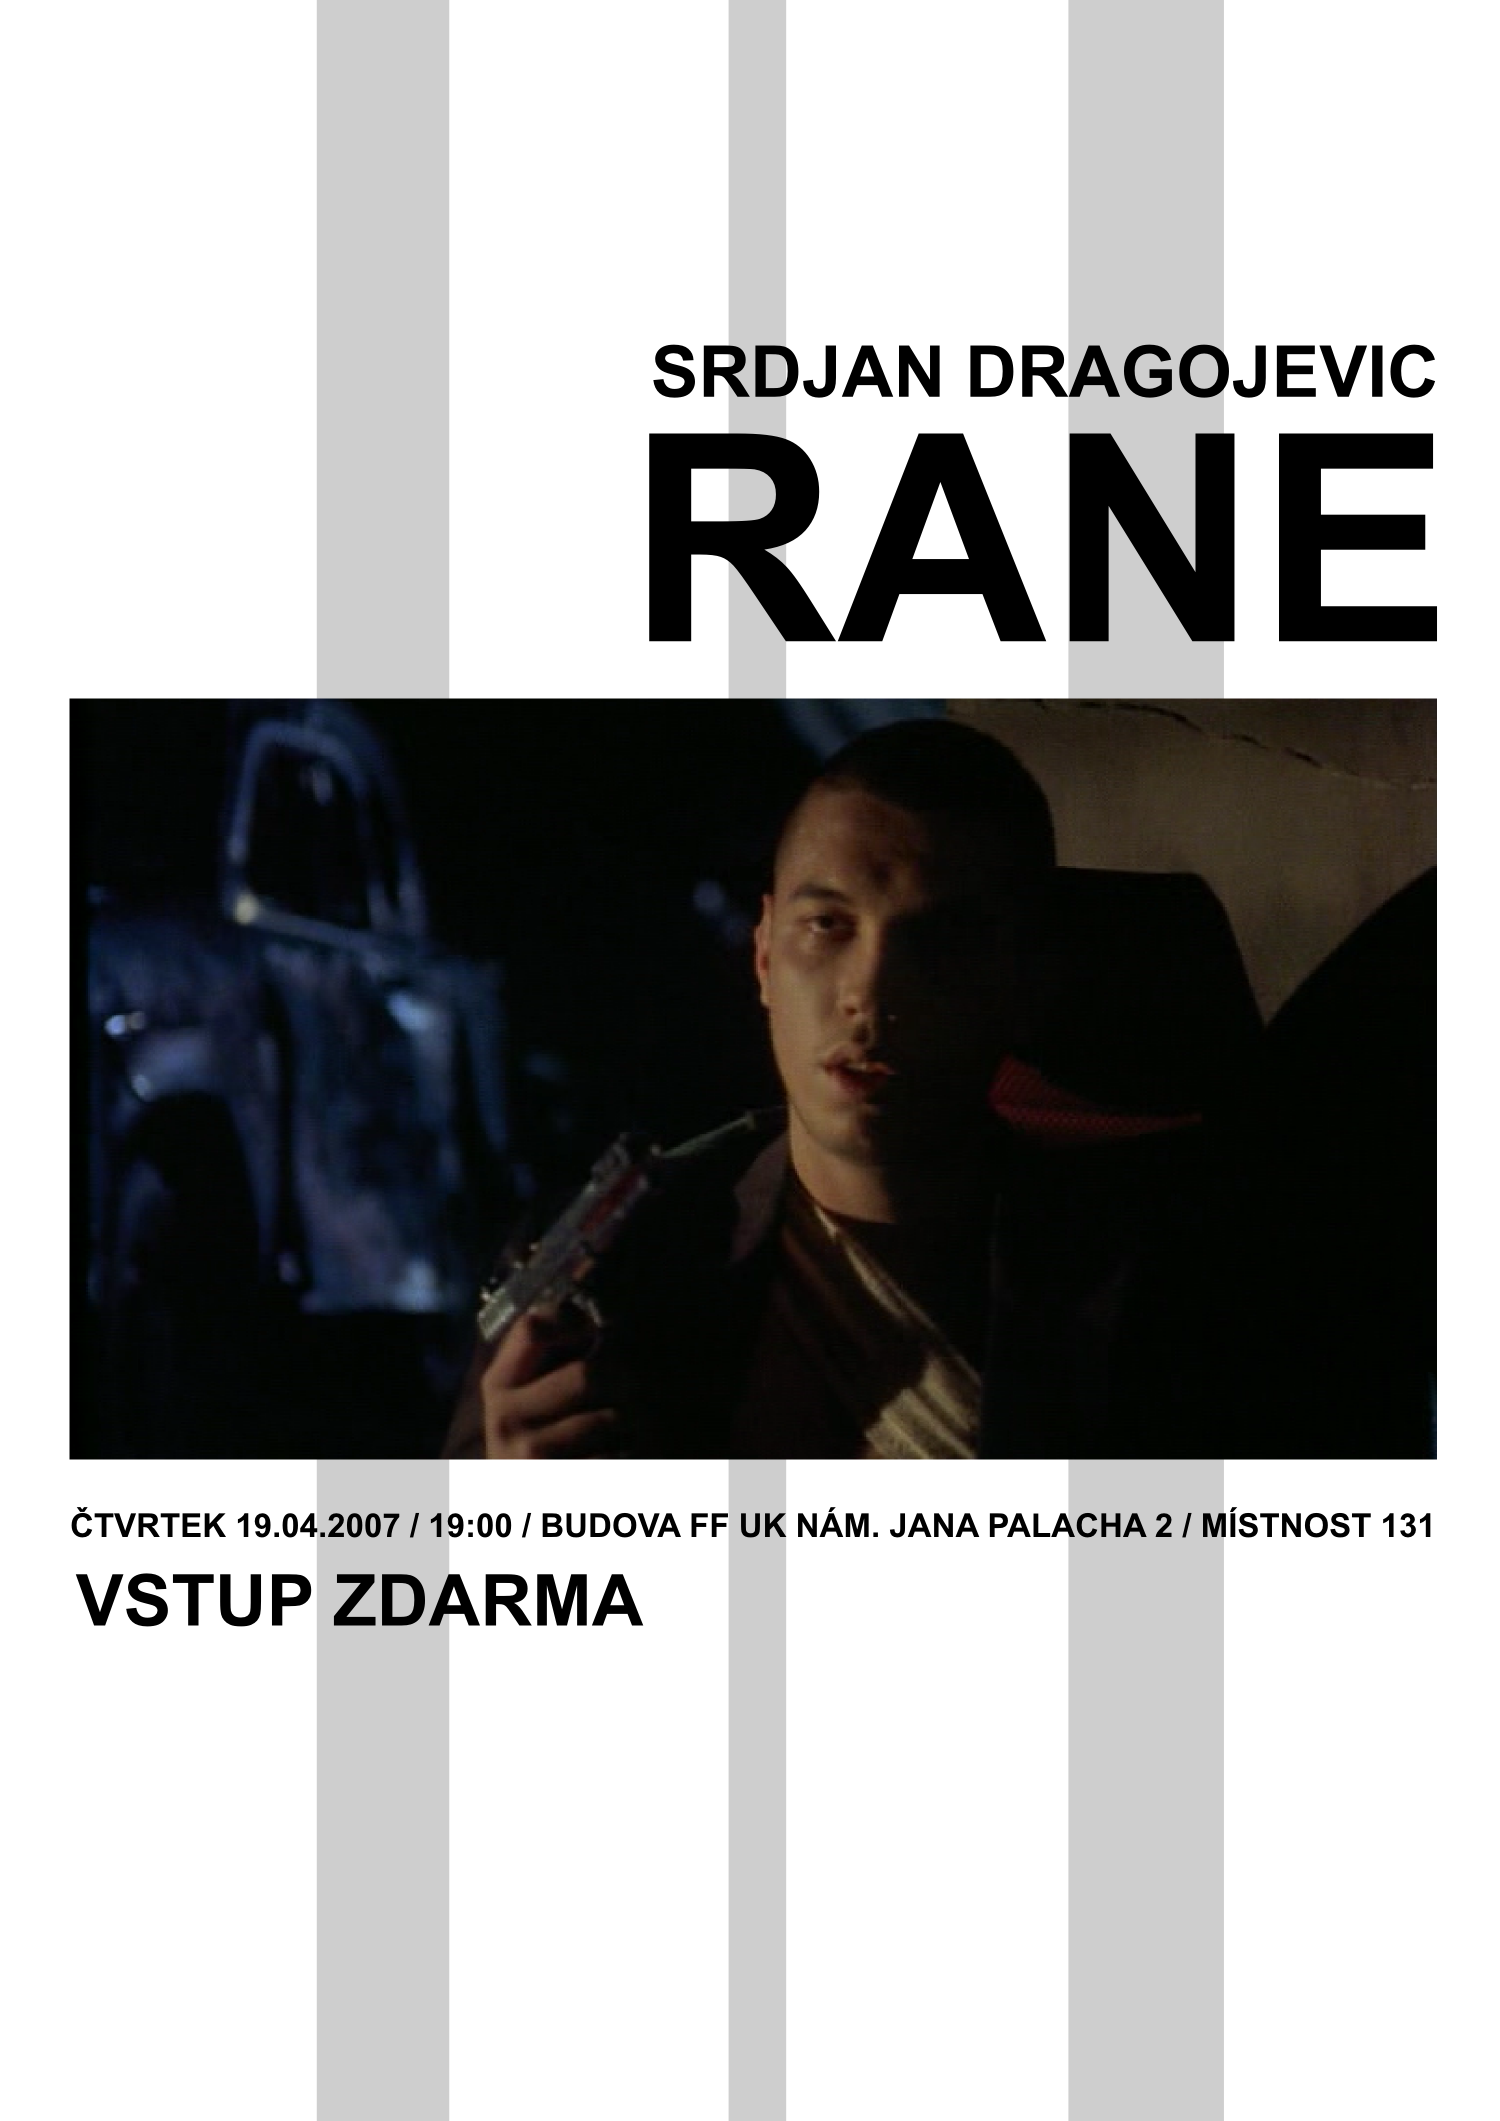 SRDJAN DRAGOJEVIC
RANE
ČTVRTEK 19.04.2007 / 19:00 / BUDOVA FF UK NÁM. JANA PALACHA 2 / MÍSTNOST 131
VSTUP ZDARMA